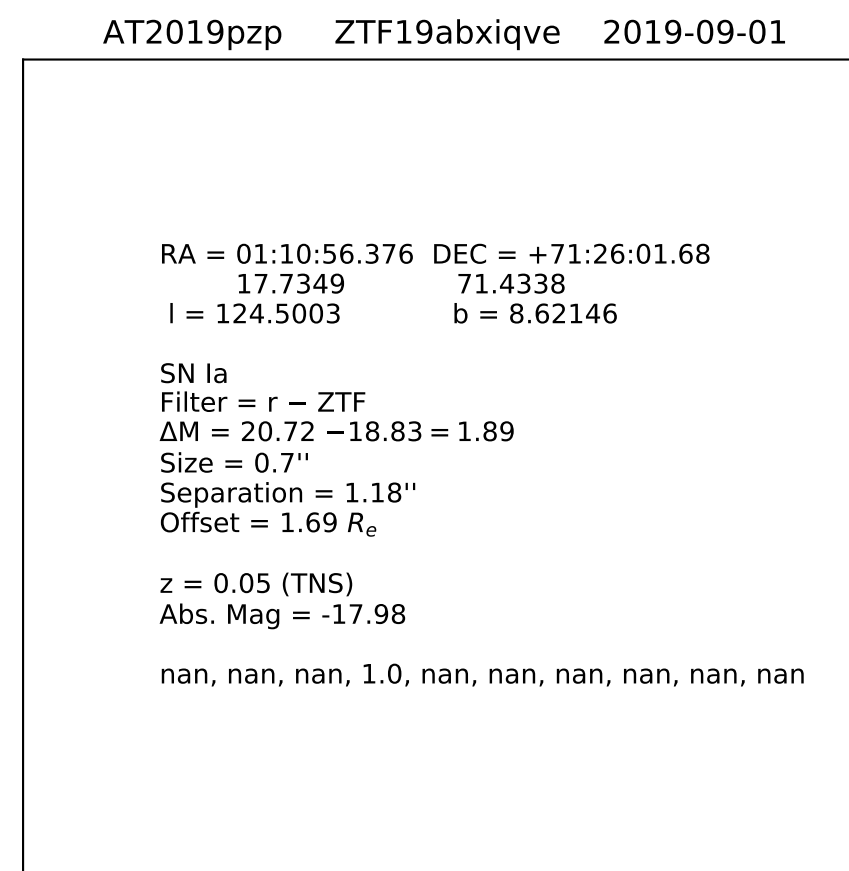 AT2019pzp ZTF19abxiqve 2019-09-01
RA = 01:10:56.376 DEC = +71:26:01.68
17.7349 71.4338
l = 124.5003 b = 8.62146
SN Ia
Filter = r − ZTF
ΔM = 20.72 −18.83 = 1.89
Size = 0.7''
Separation = 1.18''
Offset = 1.69 Rₑ
z = 0.05 (TNS)
Abs. Mag = -17.98
nan, nan, nan, 1.0, nan, nan, nan, nan, nan, nan